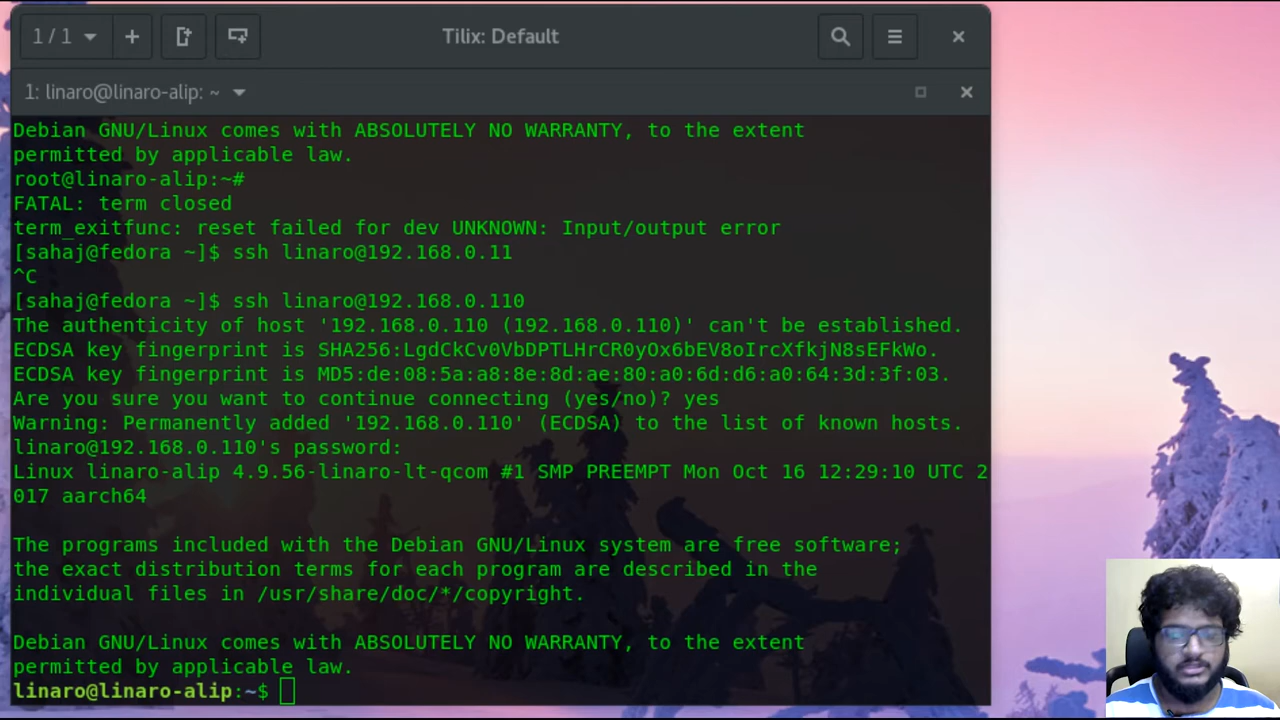 1 / 1
Tilix: Default
1: linaro@linaro-alip: ~
Debian GNU/Linux comes with ABSOLUTELY NO WARRANTY, to the extent
permitted by applicable law.
root@linaro-alip:~#
FATAL: term closed
term_exitfunc: reset failed for dev UNKNOWN: Input/output error
[sahaj@fedora ~]$ ssh linaro@192.168.0.11
^C
[sahaj@fedora ~]$ ssh linaro@192.168.0.110
The authenticity of host '192.168.0.110 (192.168.0.110)' can't be established.
ECDSA key fingerprint is SHA256:LgdCkCv0VbDPTLHrCR0yOx6bEV8oIrcXfkjN8sEFkWo.
ECDSA key fingerprint is MD5:de:08:5a:a8:8e:8d:ae:80:a0:6d:d6:a0:64:3d:3f:03.
Are you sure you want to continue connecting (yes/no)? yes
Warning: Permanently added '192.168.0.110' (ECDSA) to the list of known hosts.
linaro@192.168.0.110's password:
Linux linaro-alip 4.9.56-linaro-lt-qcom #1 SMP PREEMPT Mon Oct 16 12:29:10 UTC 2
017 aarch64
The programs included with the Debian GNU/Linux system are free software;
the exact distribution terms for each program are described in the
individual files in /usr/share/doc/*/copyright.
Debian GNU/Linux comes with ABSOLUTELY NO WARRANTY, to the extent
permitted by applicable law.
linaro@linaro-alip:~$